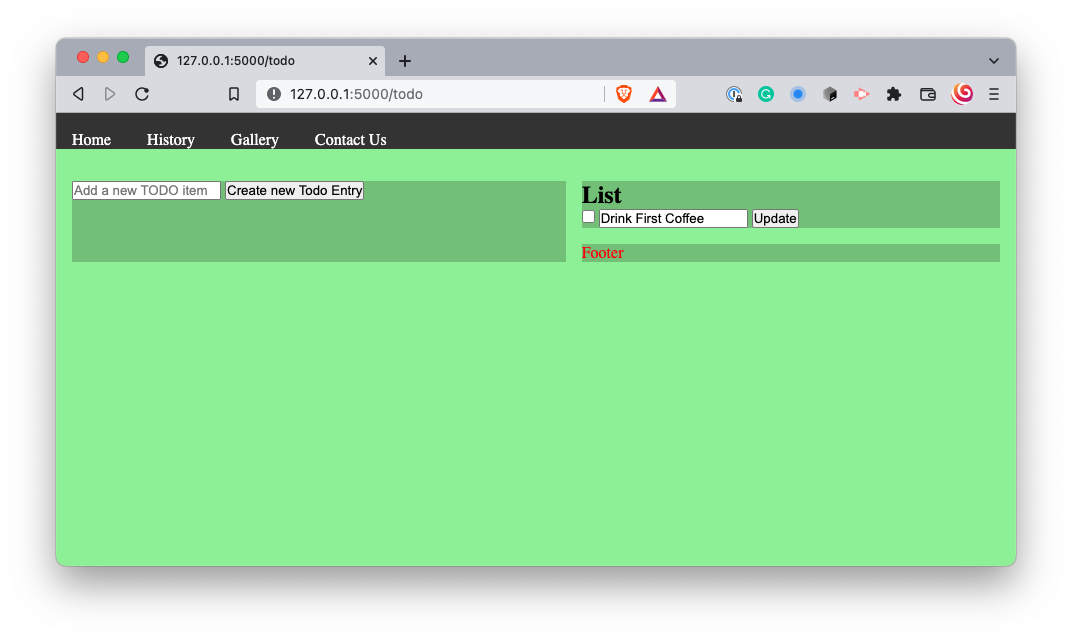 127.0.0.1:5000/todo
127.0.0.1:5000/todo
Home History Gallery Contact Us
Add a new TODO item Create new Todo Entry
List
Drink First Coffee Update
Footer